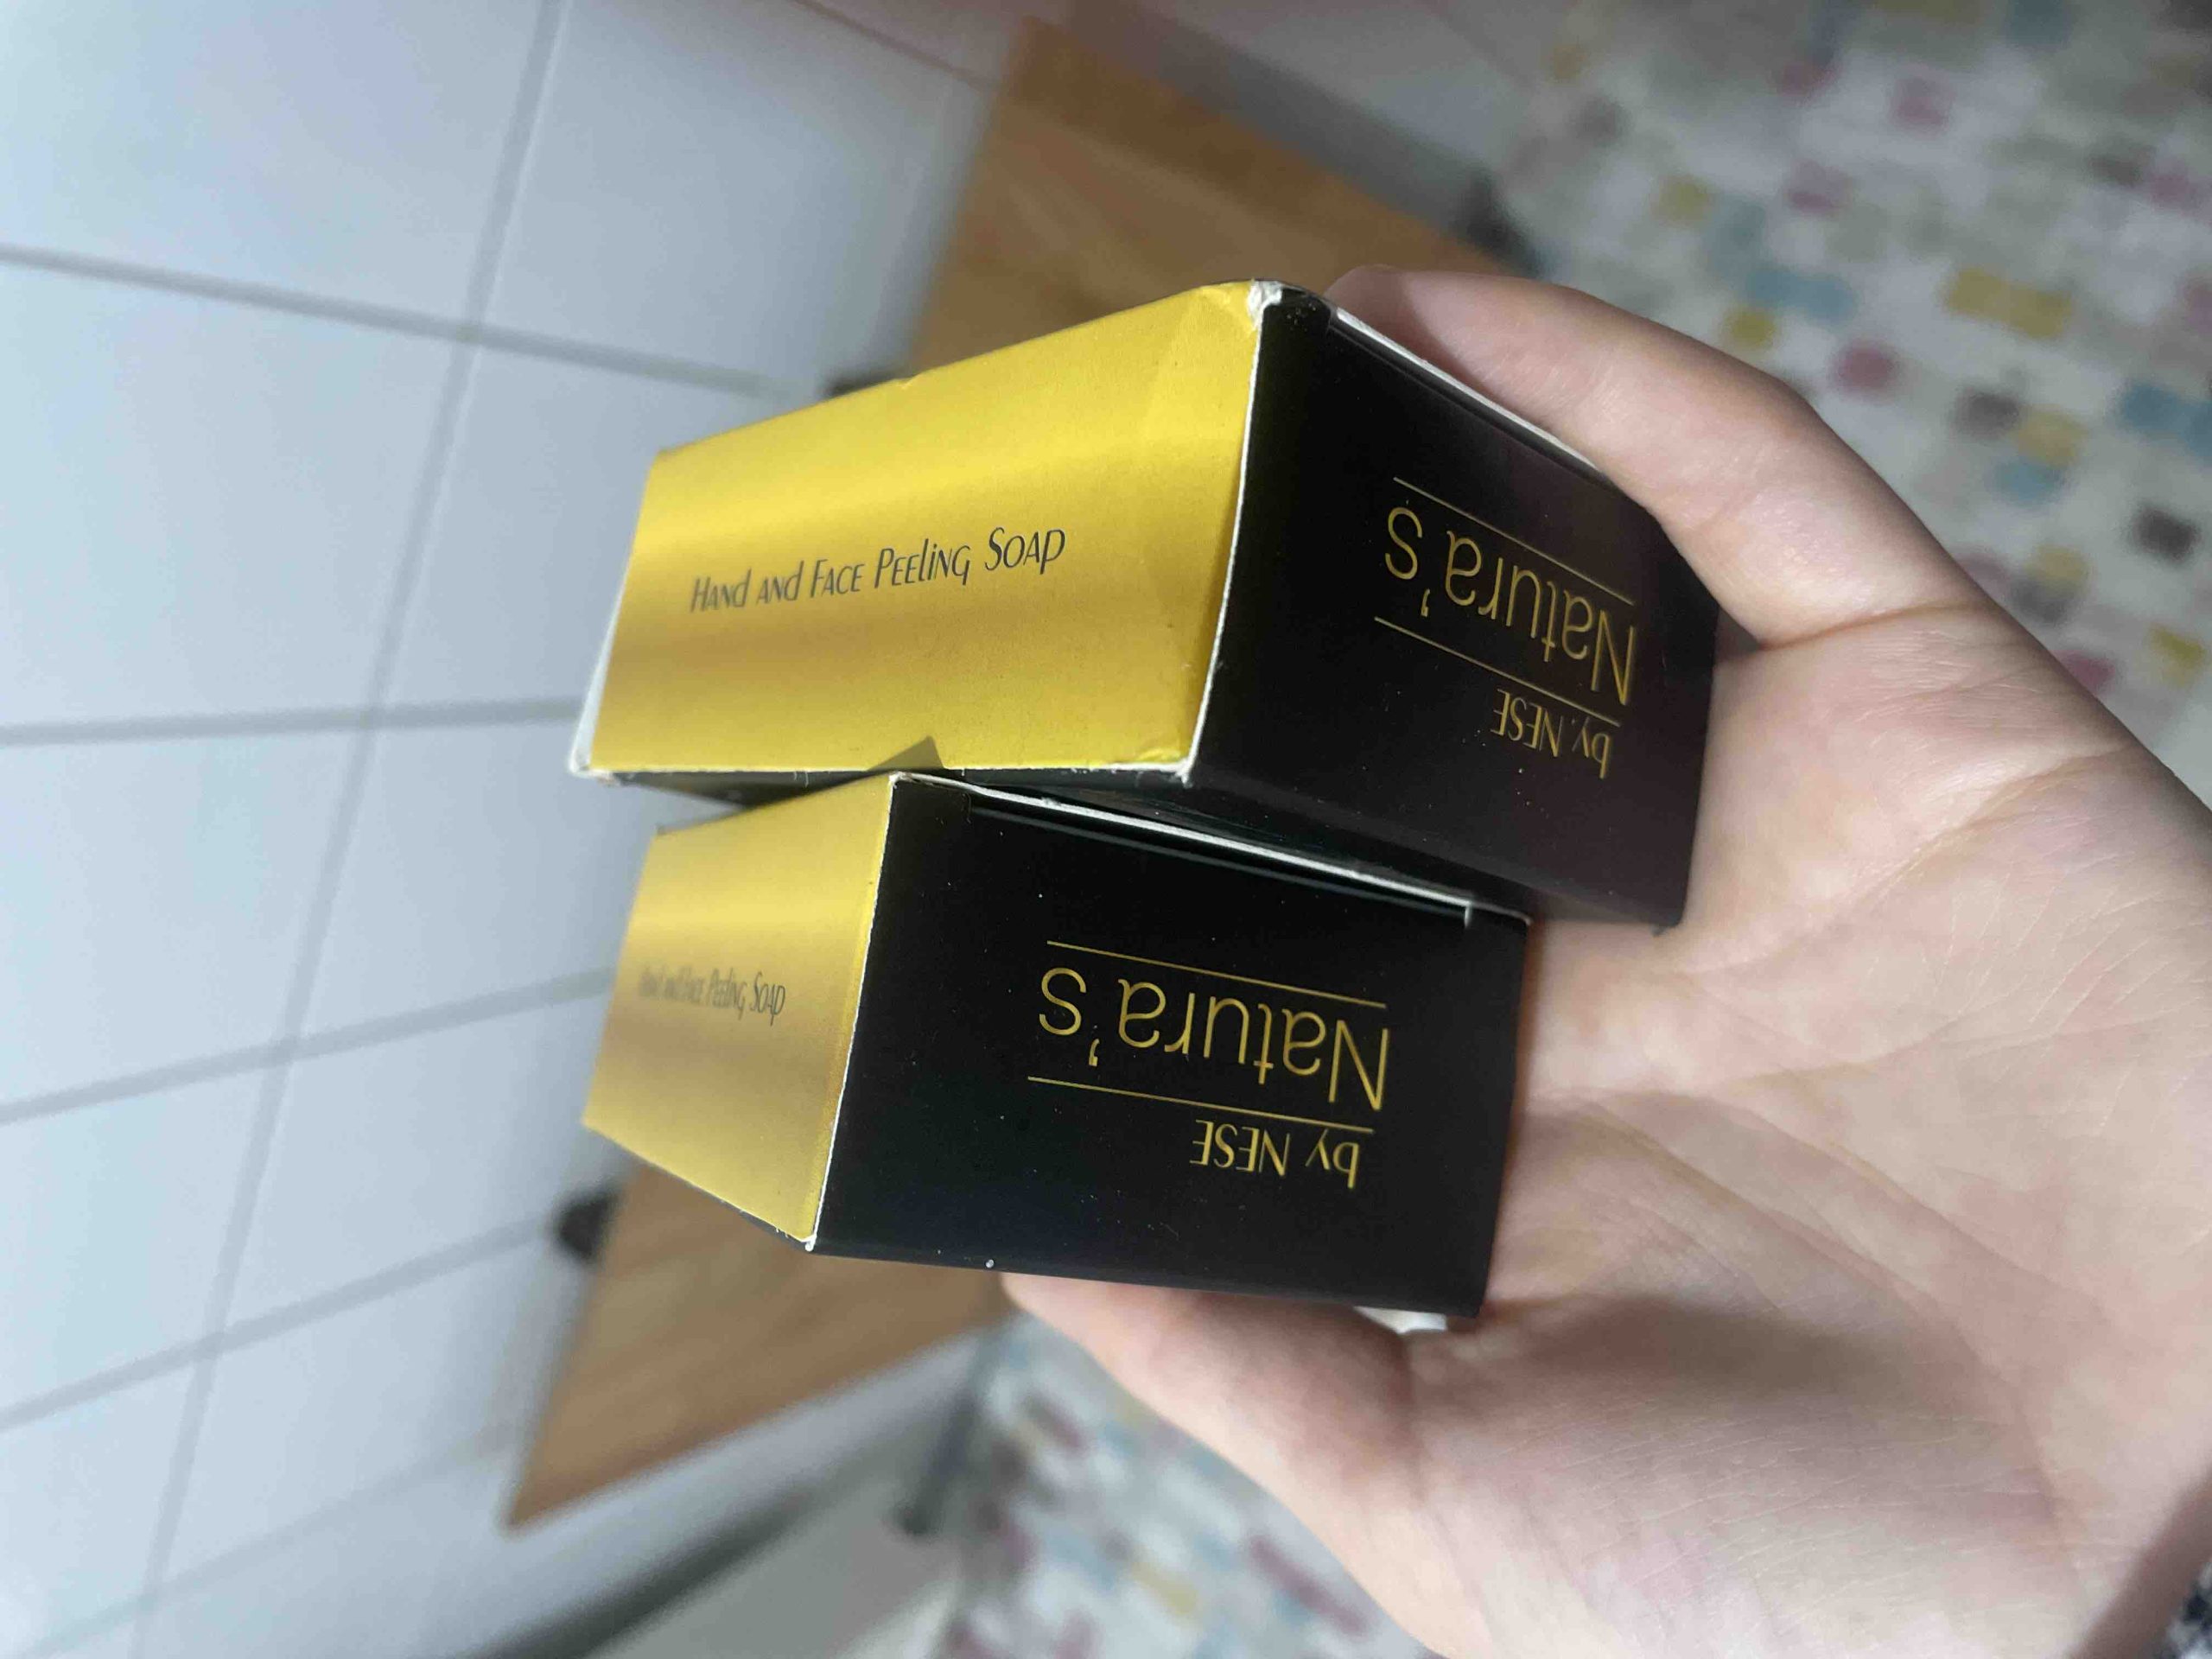 Hand and Face Peeling Soap
Natura's
by NESE
Hand and Face Peeling Soap
Natura's
by NESE